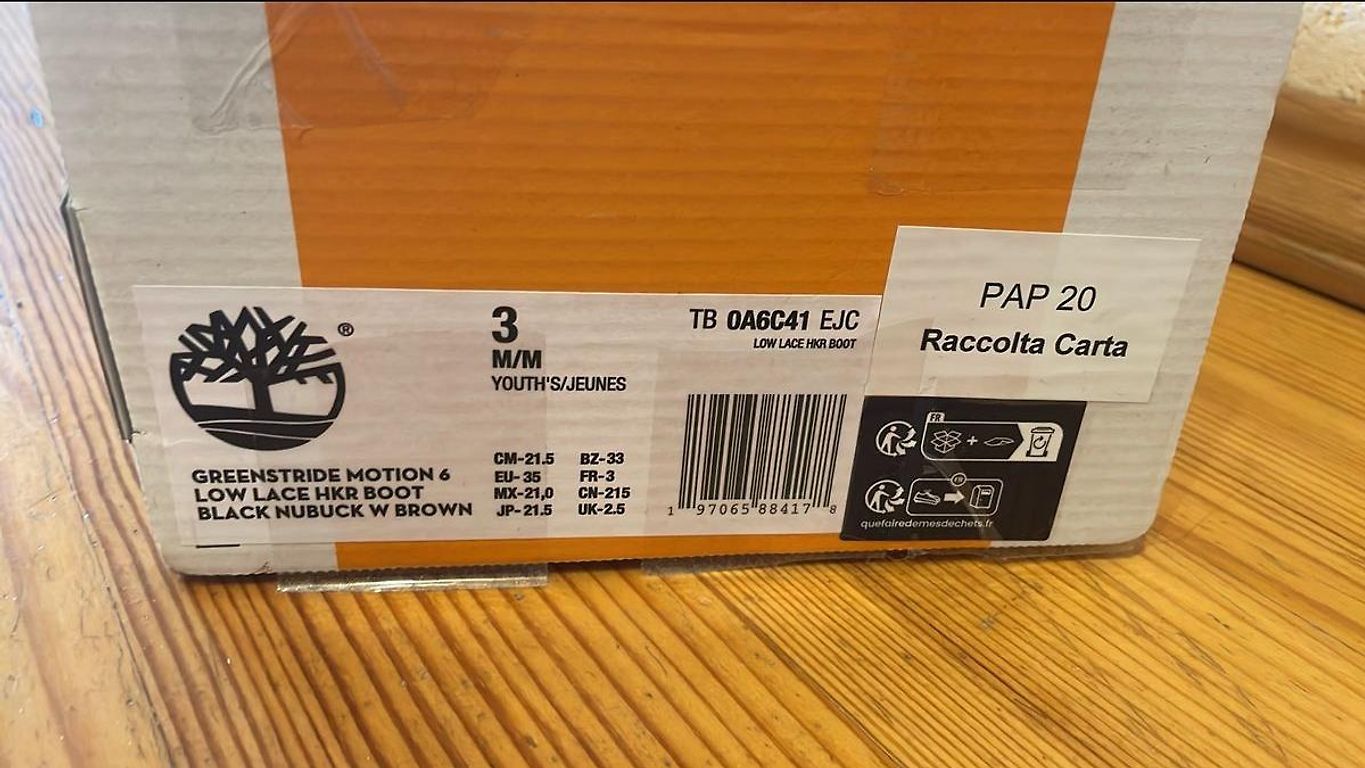 ®
3
M/M
YOUTH'S/JEUNES
TB 0A6C41 EJC
LOW LACE HKR BOOT
GREENSTRIDE MOTION 6
LOW LACE HKR BOOT
BLACK NUBUCK W BROWN
CM-21.5 BZ-33
EU-35 FR-3
MX-21,0 CN-215
JP-21.5 UK-2.5
1 97065 88417 8
PAP 20
Raccolta Carta
FR
+
FR
quefairedemesdechets.fr